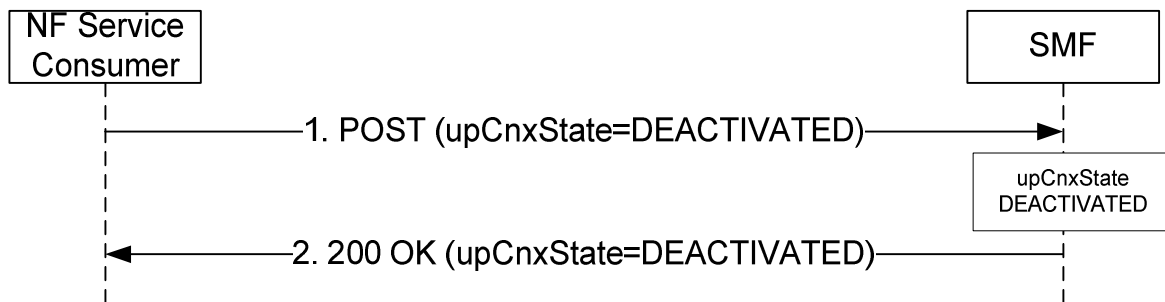 NF Service
Consumer
SMF
1. POST (upCnxState=DEACTIVATED)
upCnxState
DEACTIVATED
2. 200 OK (upCnxState=DEACTIVATED)